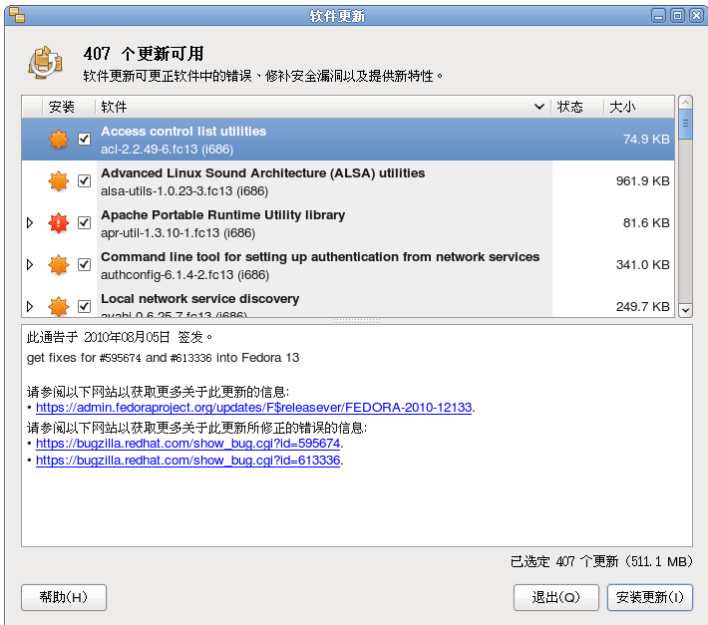 软件更新
407 个更新可用
软件更新可更正软件中的错误、修补安全漏洞以及提供新特性。
安装 软件 状态 大小
Access control list utilities
acl-2.2.49-6.fc13 (i686) 74.9 KB
Advanced Linux Sound Architecture (ALSA) utilities
alsa-utils-1.0.23-3.fc13 (i686) 961.9 KB
Apache Portable Runtime Utility library
apr-util-1.3.10-1.fc13 (i686) 81.6 KB
Command line tool for setting up authentication from network services
authconfig-6.1.4-2.fc13 (i686) 341.0 KB
Local network service discovery
avahi-0.6.25-7.fc13 (i686) 249.7 KB
此通告于 2010年08月05日 签发。
get fixes for #595674 and #613336 into Fedora 13
请参阅以下网站以获取更多关于此更新的信息:
• https://admin.fedoraproject.org/updates/F$releasever/FEDORA-2010-12133.
请参阅以下网站以获取更多关于此更新所修正的错误的信息:
• https://bugzilla.redhat.com/show_bug.cgi?id=595674.
• https://bugzilla.redhat.com/show_bug.cgi?id=613336.
已选定 407 个更新 (511.1 MB)
帮助(H) 退出(Q) 安装更新(I)